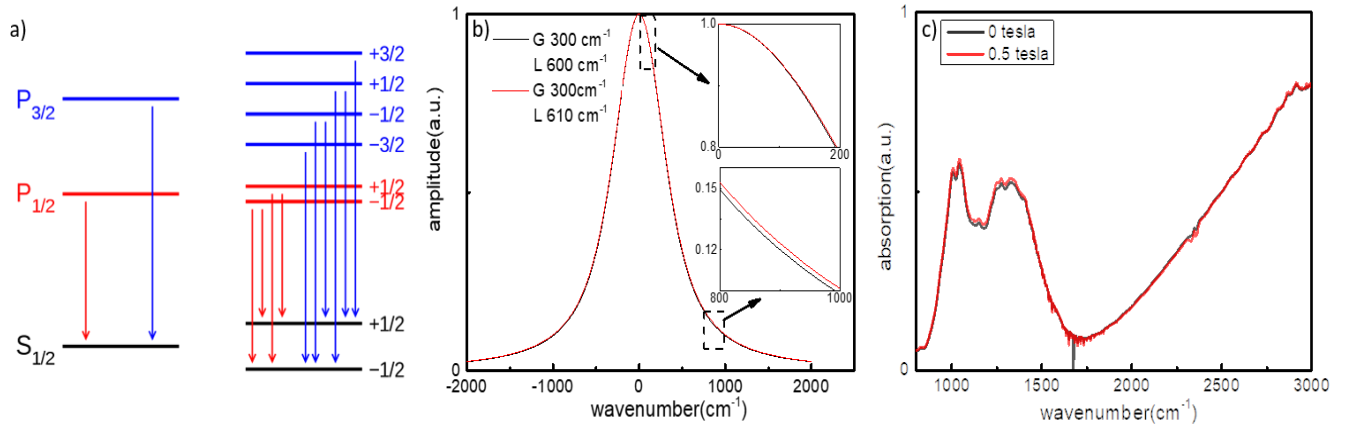 a)
P3/2
P1/2
S1/2
+3/2
+1/2
−1/2
−3/2
+1/2
−1/2
+1/2
−1/2
b)
G 300 cm-1
L 600 cm-1
G 300cm-1
L 610 cm-1
amplitude(a.u.)
1
0
-2000
-1000
0
1000
2000
wavenumber(cm-1)
1.0
0.8
0
200
0.15
0.12
800
1000
c)
0 tesla
0.5 tesla
absorption(a.u.)
1
0
1000
1500
2000
2500
3000
wavenumber(cm-1)